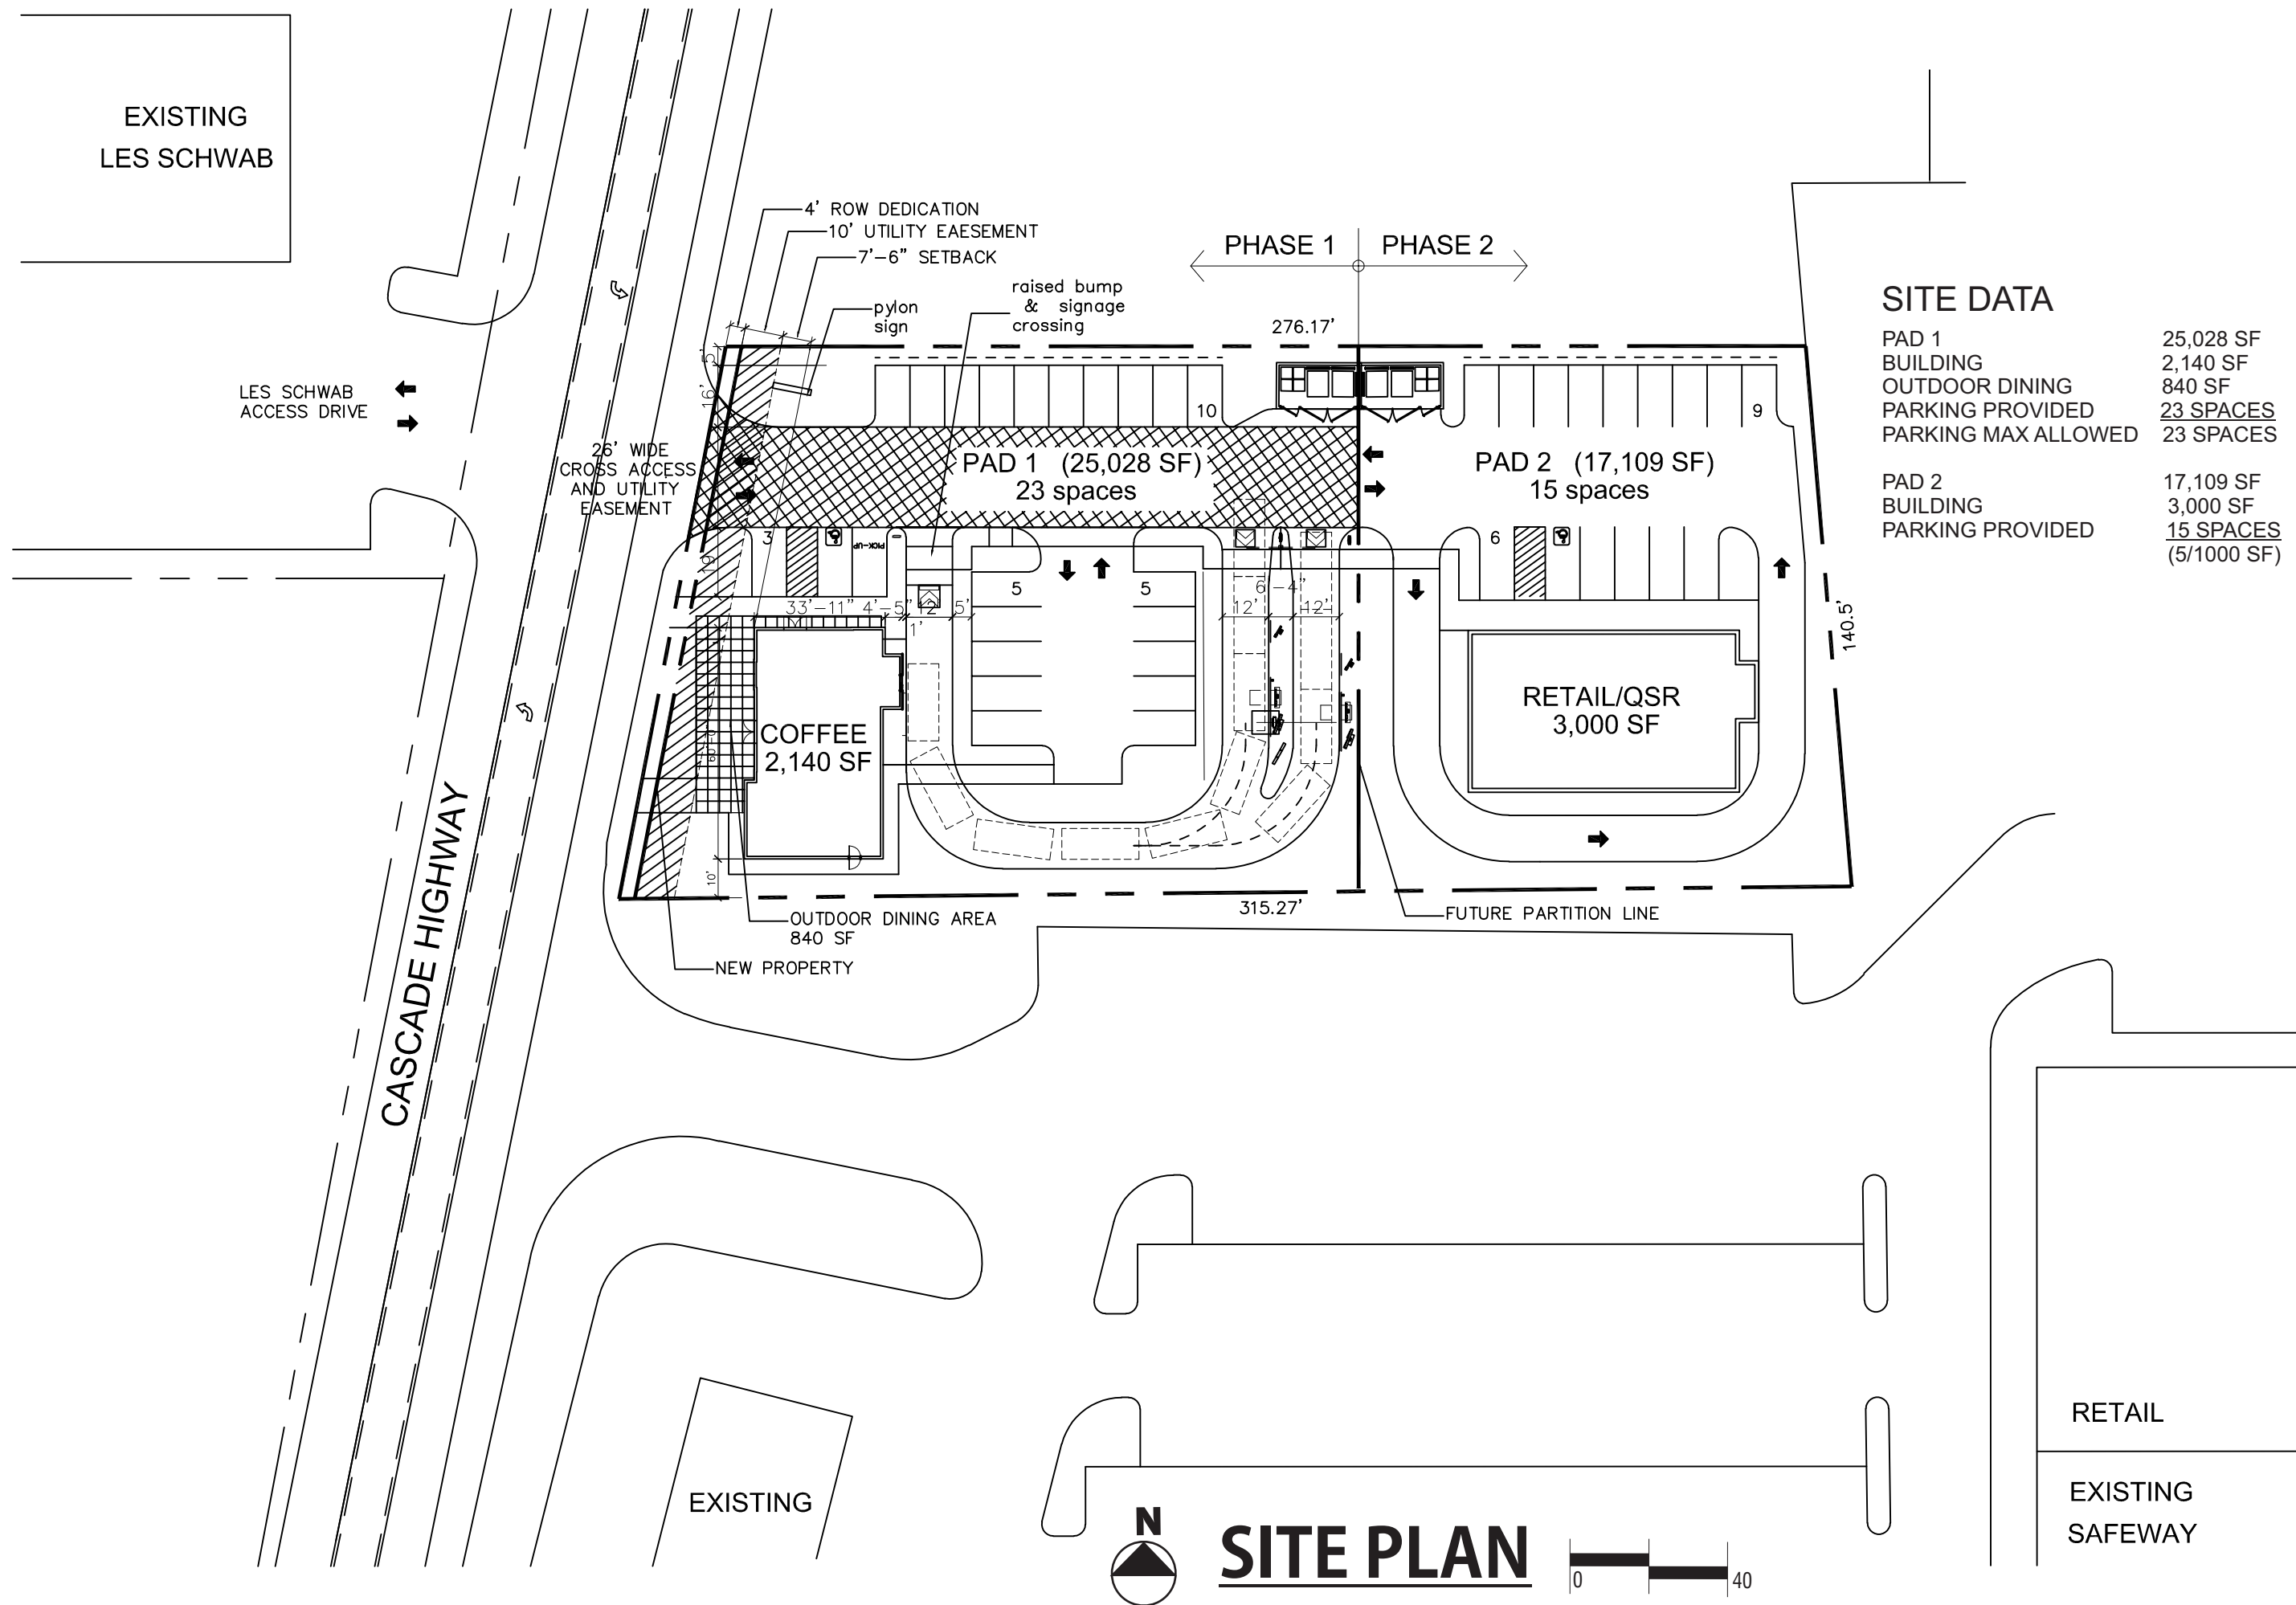 EXISTING
LES SCHWAB
4' ROW DEDICATION
10' UTILITY EAESEMENT
7'-6" SETBACK
pylon
sign
raised bump
& signage
crossing
PHASE 1
PHASE 2
276.17'
SITE DATA
PAD 1 25,028 SF
BUILDING 2,140 SF
OUTDOOR DINING 840 SF
PARKING PROVIDED 23 SPACES
PARKING MAX ALLOWED 23 SPACES
PAD 2 17,109 SF
BUILDING 3,000 SF
PARKING PROVIDED 15 SPACES
(5/1000 SF)
LES SCHWAB
ACCESS DRIVE
5'
16'
10
9
26' WIDE
CROSS ACCESS
AND UTILITY
EASEMENT
PAD 1 (25,028 SF)
23 spaces
PAD 2 (17,109 SF)
15 spaces
3
PICK-UP
6
19'
5
5
33'-11"
4'-5"
12'
5'
1'
6'-4"
12'
12'
140.5'
COFFEE
2,140 SF
RETAIL/QSR
3,000 SF
10'
315.27'
OUTDOOR DINING AREA
840 SF
NEW PROPERTY
FUTURE PARTITION LINE
CASCADE HIGHWAY
EXISTING
RETAIL
EXISTING
SAFEWAY
N
SITE PLAN
0
40